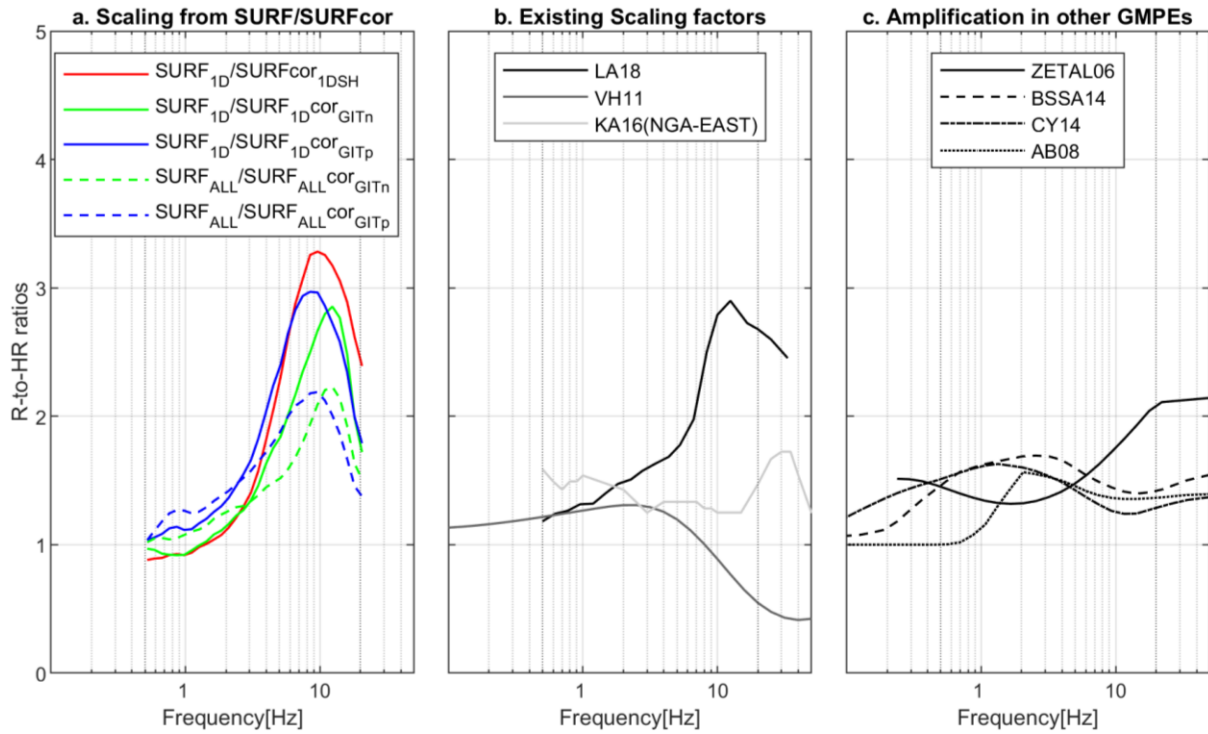 a. Scaling from SURF/SURFcor
SURF1D/SURFcor1DSH
SURF1D/SURF1DcorGITn
SURF1D/SURF1DcorGITp
SURFALL/SURFALLcorGITn
SURFALL/SURFALLcorGITp
R-to-HR ratios
5
4
3
2
1
0
1
10
Frequency[Hz]
b. Existing Scaling factors
LA18
VH11
KA16(NGA-EAST)
1
10
Frequency[Hz]
c. Amplification in other GMPEs
ZETAL06
BSSA14
CY14
AB08
1
10
Frequency[Hz]